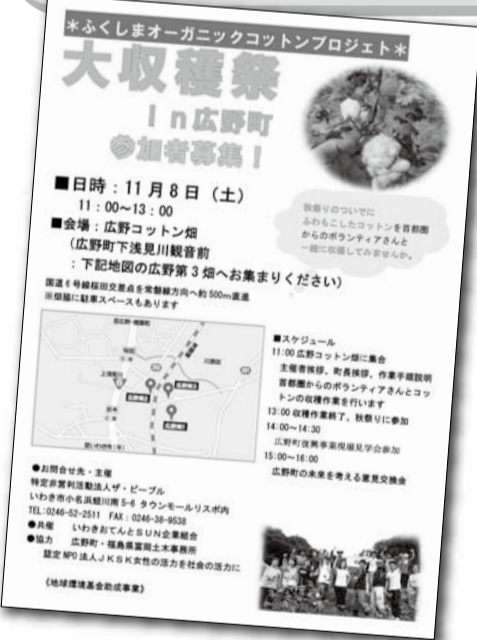 ＊ふくしまオーガニックコットンプロジェト＊
大収穫祭
in広野町
参加者募集！
■日時：11月8日（土）
11：00～13：00
■会場：広野コットン畑
（広野町下浅見川観音前
：下記地図の広野第3畑へお集まりください）
国道6号線桜田交差点を常磐線方向へ約500m直進
※畑脇に駐車スペースもあります
秋祭りのついでに
ふわもこしたコットンを首都圏
からのボランティアさんと
一緒に収穫してみませんか。
■スケジュール
11:00 広野コットン畑に集合
主催者挨拶、町長挨拶、作業手順説明
首都圏からのボランティアさんとコッ
トンの収穫作業を行います
13:00 収穫作業終了、秋祭りに参加
14:00～14:30
広野町復興事業現場見学会参加
15:00～16:00
広野町の未来を考える意見交換会
●お問合せ先・主催
特定非営利活動法人ザ・ピープル
いわき市小名浜蛭川南5-6 タウンモールリスポ内
TEL:0246-52-2511 FAX：0246-38-9538
●共催 いわきおてんとSUN企業組合
●協力 広野町・福島県富岡土木事務所
認定NPO法人JKSK女性の活力を社会の活力に
《地球環境基金助成事業》